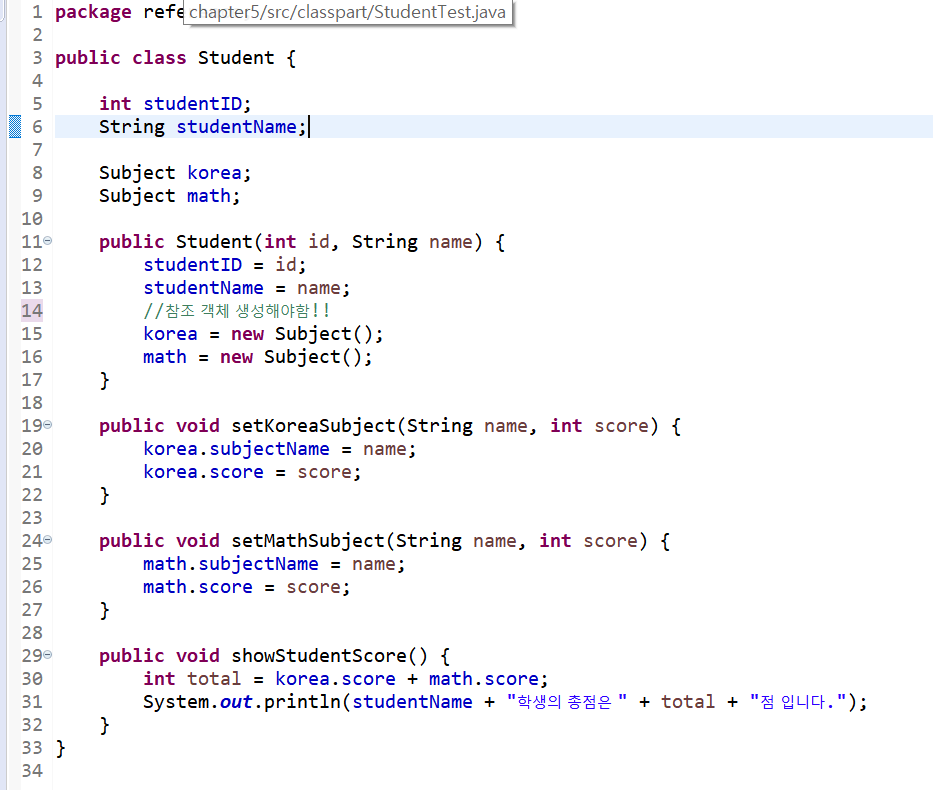 1 package refe
chapter5/src/classpart/StudentTest.java
2
3 public class Student {
4
5 int studentID;
6 String studentName;
7
8 Subject korea;
9 Subject math;
10
11 public Student(int id, String name) {
12 studentID = id;
13 studentName = name;
14 //참조 객체 생성해야함!!
15 korea = new Subject();
16 math = new Subject();
17 }
18
19 public void setKoreaSubject(String name, int score) {
20 korea.subjectName = name;
21 korea.score = score;
22 }
23
24 public void setMathSubject(String name, int score) {
25 math.subjectName = name;
26 math.score = score;
27 }
28
29 public void showStudentScore() {
30 int total = korea.score + math.score;
31 System.out.println(studentName + "학생의 총점은 " + total + "점 입니다.");
32 }
33 }
34